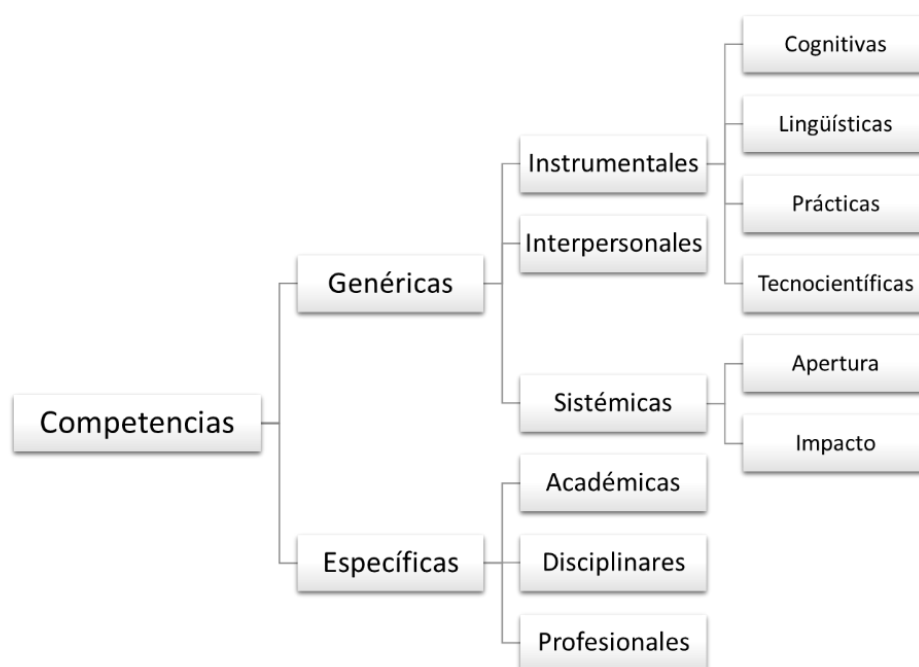 Competencias
Genéricas
Instrumentales
Cognitivas
Lingüísticas
Prácticas
Tecnocientíficas
Interpersonales
Sistémicas
Apertura
Impacto
Específicas
Académicas
Disciplinares
Profesionales